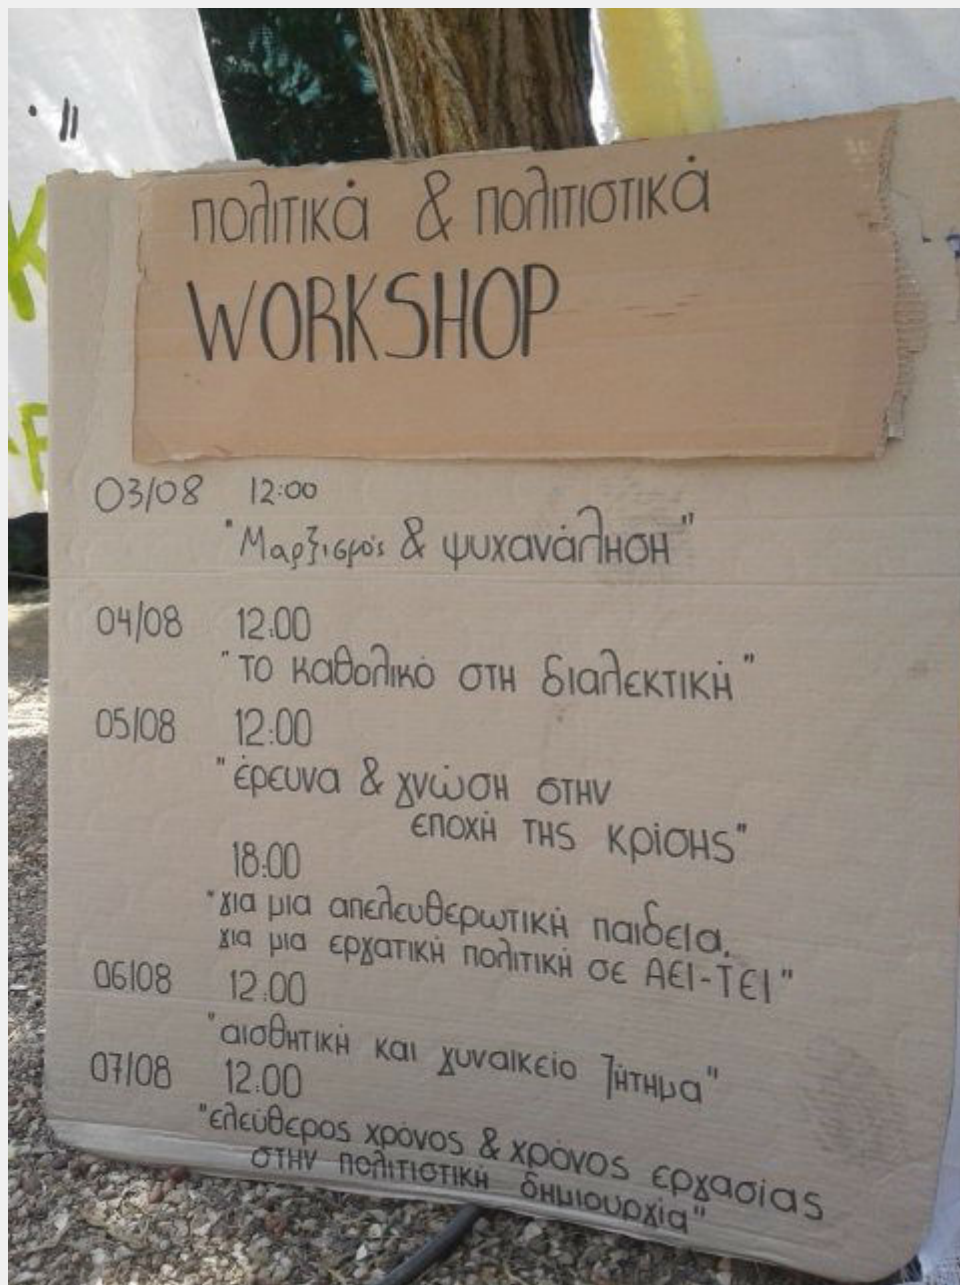 πολιτικά & πολιτιστικά
WORKSHOP
03/08 12:00
"Μαρξισμός & ψυχανάληση"
04/08 12:00
"το καθολικό στη διαλεκτική"
05/08 12:00
"έρευνα & γνώση στην
εποχή της κρίσης"
18:00
"για μια απελευθερωτική παιδεία,
για μια εργατική πολιτική σε ΑΕΙ-ΤΕΙ"
06/08 12:00
"αισθητική και γυναικείο ζήτημα"
07/08 12:00
"ελεύθερος χρόνος & χρόνος εργασίας
στην πολιτιστική δημιουργία"